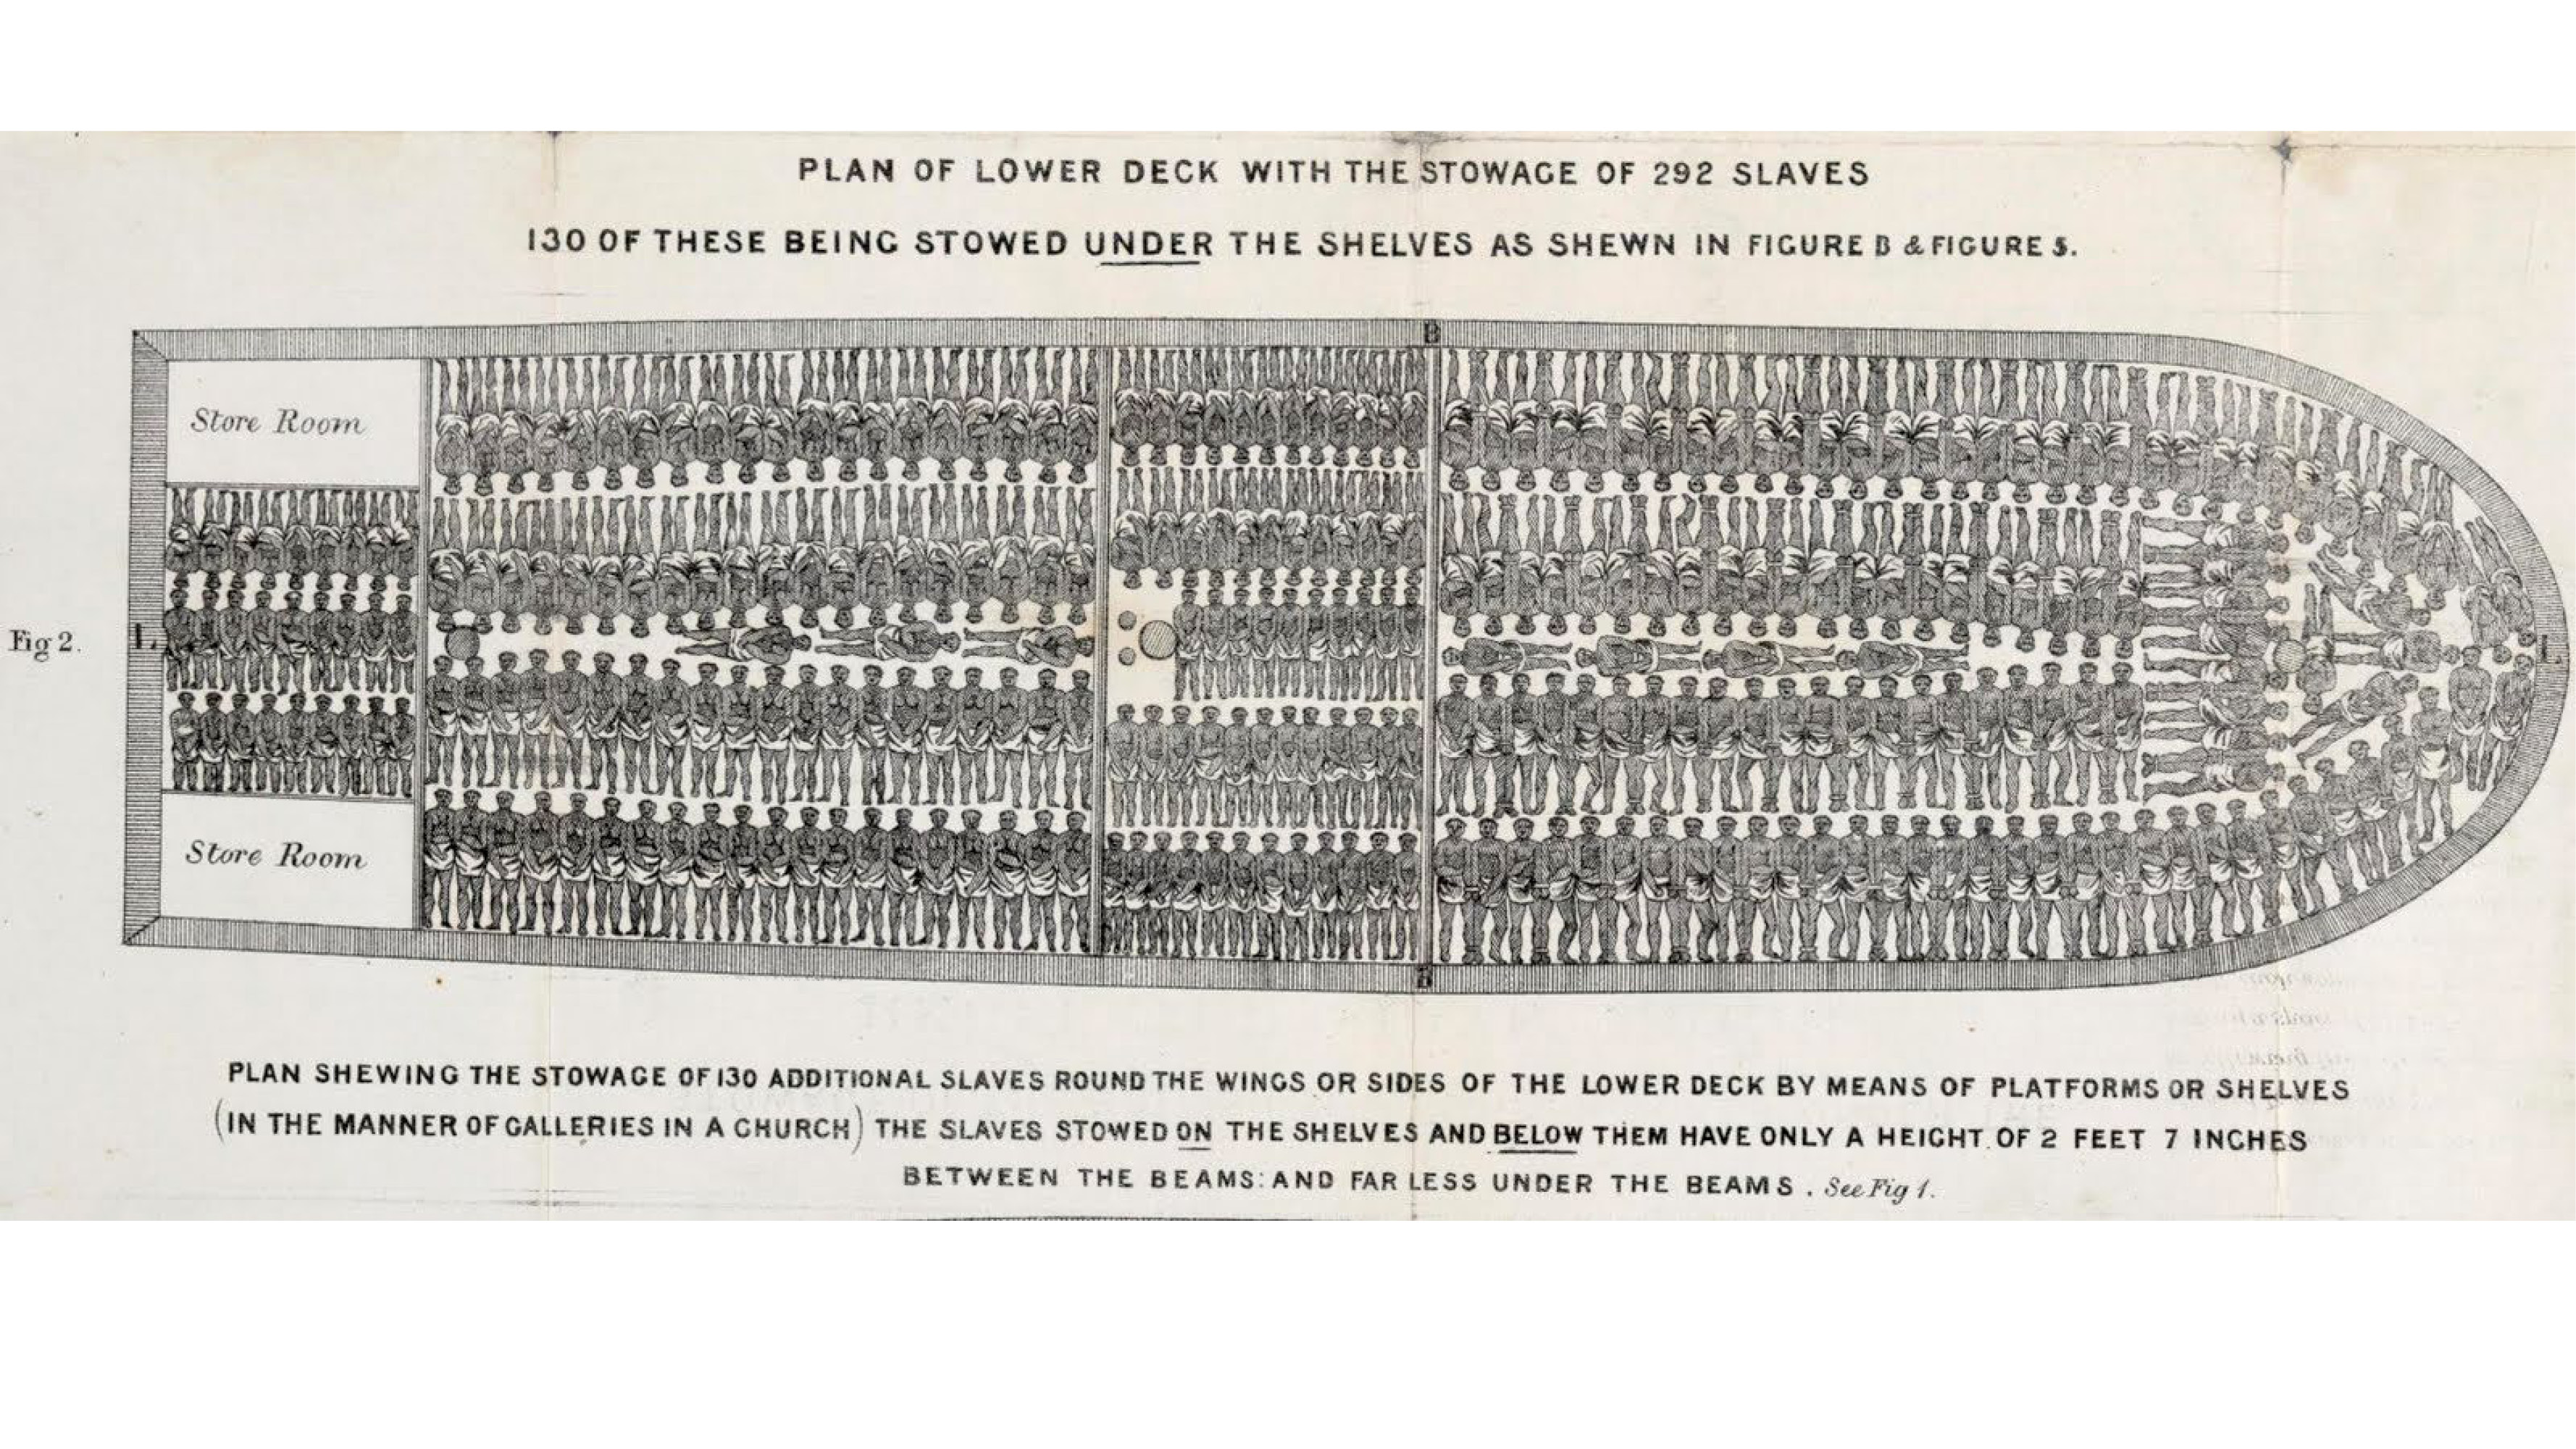 PLAN OF LOWER DECK WITH THE STOWAGE OF 292 SLAVES
130 OF THESE BEING STOWED UNDER THE SHELVES AS SHEWN IN FIGURE B & FIGURE 5.
B
Store Room
Fig 2.
Store Room
B
PLAN SHEWING THE STOWAGE OF 130 ADDITIONAL SLAVES ROUND THE WINGS OR SIDES OF THE LOWER DECK BY MEANS OF PLATFORMS OR SHELVES
(IN THE MANNER OF GALLERIES IN A CHURCH) THE SLAVES STOWED ON THE SHELVES AND BELOW THEM HAVE ONLY A HEIGHT OF 2 FEET 7 INCHES
BETWEEN THE BEAMS: AND FAR LESS UNDER THE BEAMS. See Fig 1.